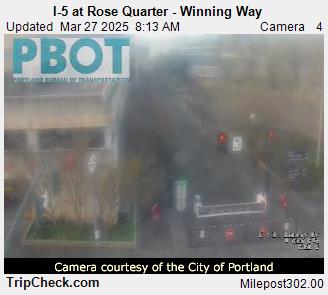 I-5 at Rose Quarter - Winning Way
Updated Mar 27 2025 8:13 AM Camera 4
PBOT
PORTLAND BUREAU OF TRANSPORTATION
Camera courtesy of the City of Portland
TripCheck.com Milepost302.00